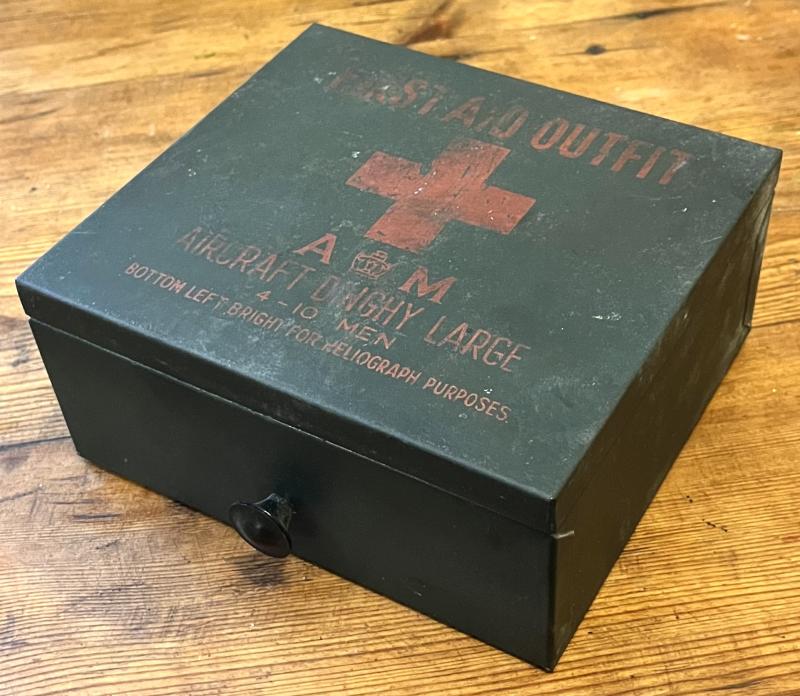 FIRST AID OUTFIT
A M
AIRCRAFT DINGHY LARGE
4-10 MEN
BOTTOM LEFT BRIGHT FOR HELIOGRAPH PURPOSES.